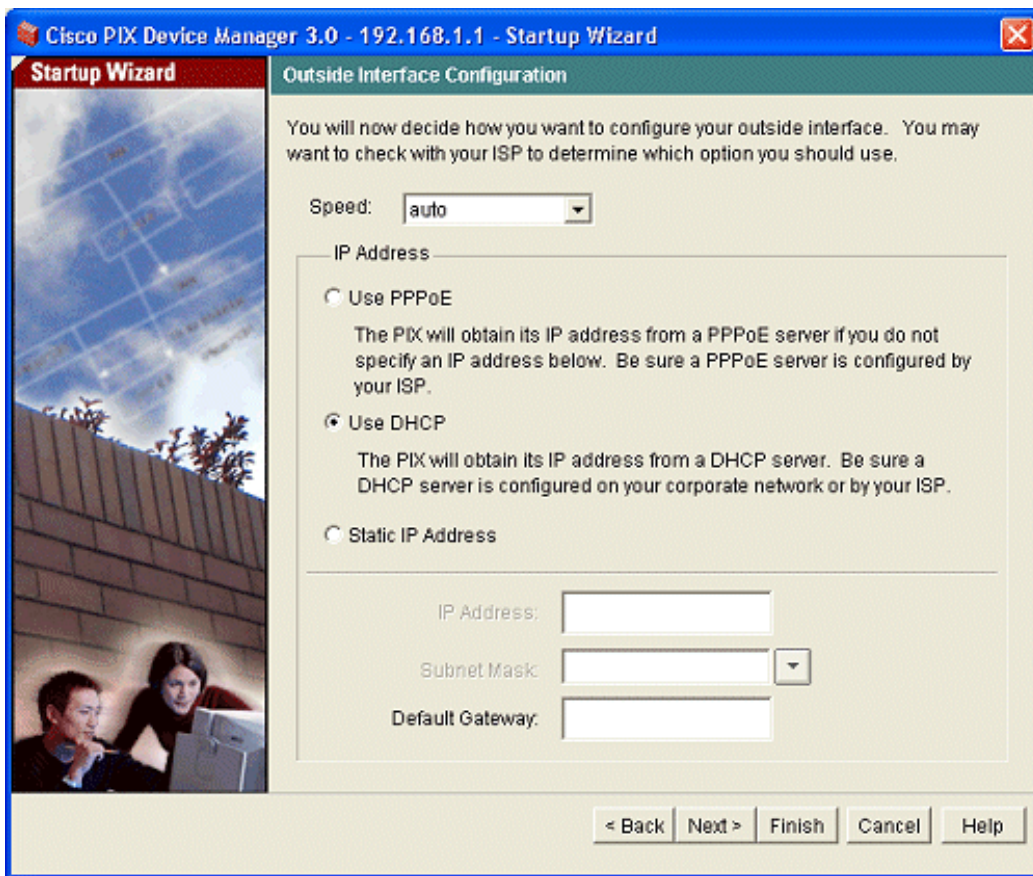 Cisco PIX Device Manager 3.0 - 192.168.1.1 - Startup Wizard
Startup Wizard
Outside Interface Configuration
You will now decide how you want to configure your outside interface. You may
want to check with your ISP to determine which option you should use.
Speed: auto
IP Address
Use PPPoE
The PIX will obtain its IP address from a PPPoE server if you do not
specify an IP address below. Be sure a PPPoE server is configured by
your ISP.
Use DHCP
The PIX will obtain its IP address from a DHCP server. Be sure a
DHCP server is configured on your corporate network or by your ISP.
Static IP Address
IP Address:
Subnet Mask:
Default Gateway:
< Back Next > Finish Cancel Help